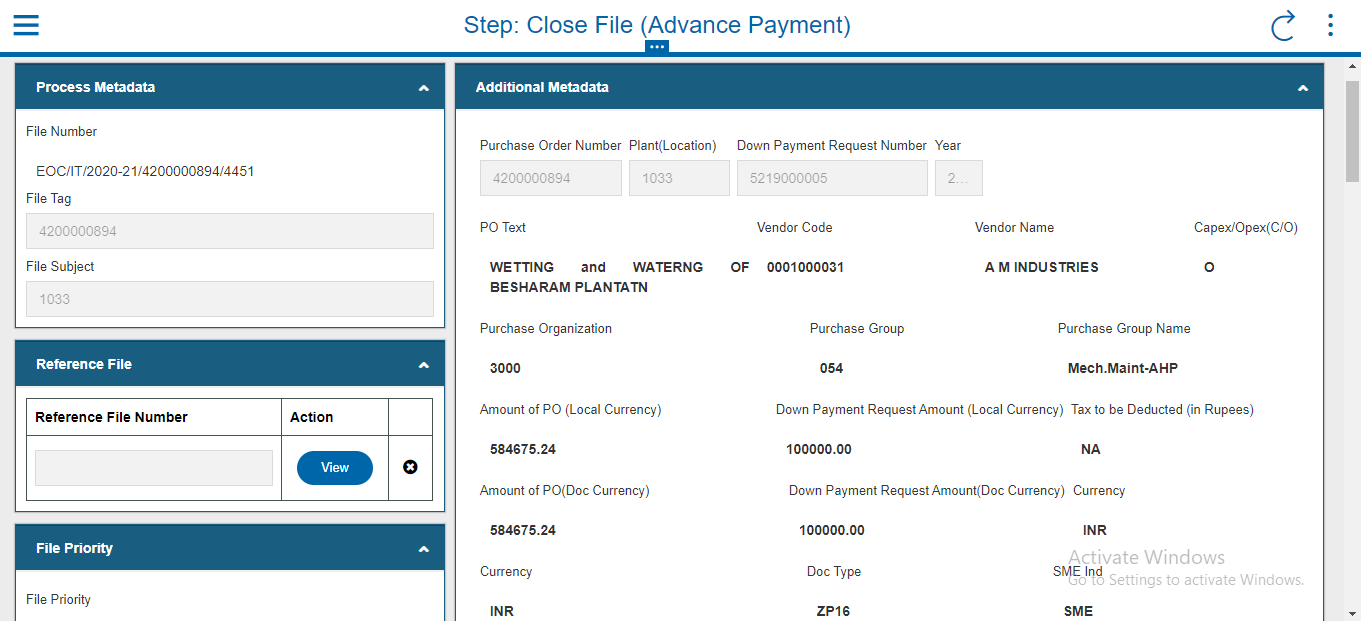 Step: Close File (Advance Payment)
Process Metadata
File Number
EOC/IT/2020-21/4200000894/4451
File Tag
4200000894
File Subject
1033
Reference File
Reference File Number Action
View
File Priority
File Priority
Additional Metadata
Purchase Order Number Plant(Location) Down Payment Request Number Year
4200000894 1033 5219000005 2...
PO Text Vendor Code Vendor Name Capex/Opex(C/O)
WETTING and WATERNG OF 0001000031 A M INDUSTRIES O
BESHARAM PLANTATN
Purchase Organization Purchase Group Purchase Group Name
3000 054 Mech.Maint-AHP
Amount of PO (Local Currency) Down Payment Request Amount (Local Currency) Tax to be Deducted (in Rupees)
584675.24 100000.00 NA
Amount of PO(Doc Currency) Down Payment Request Amount(Doc Currency) Currency
584675.24 100000.00 INR
Currency Doc Type SME Ind
INR ZP16 SME
Activate Windows
Go to Settings to activate Windows.